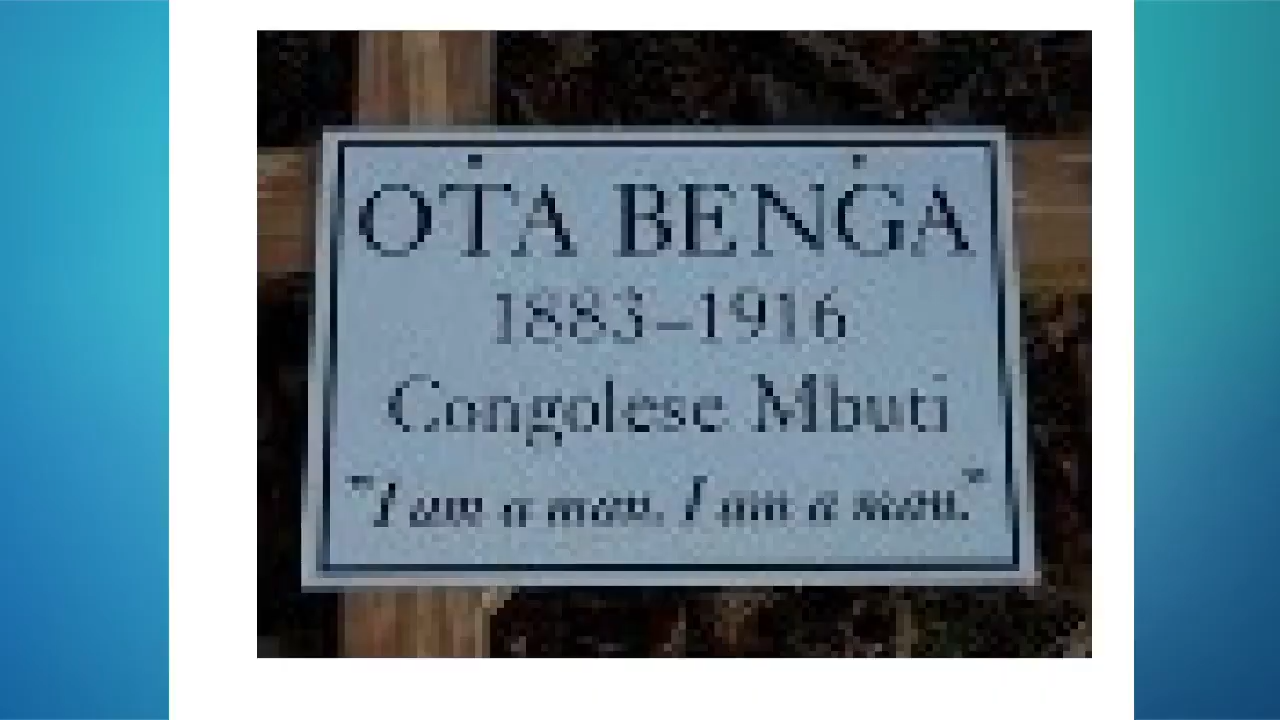 OTA BENGA
1883–1916
Congolese Mbuti
"I am a man. I am a man."